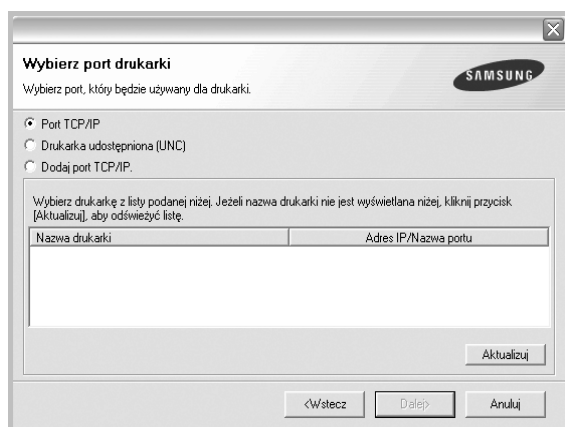 Wybierz port drukarki
Wybierz port, który będzie używany dla drukarki.
SAMSUNG
Port TCP/IP
Drukarka udostępniona (UNC)
Dodaj port TCP/IP.
Wybierz drukarkę z listy podanej niżej. Jeżeli nazwa drukarki nie jest wyświetlana niżej, kliknij przycisk
[Aktualizuj], aby odświeżyć listę.
Nazwa drukarki Adres IP/Nazwa portu
Aktualizuj
<Wstecz Dalej> Anuluj